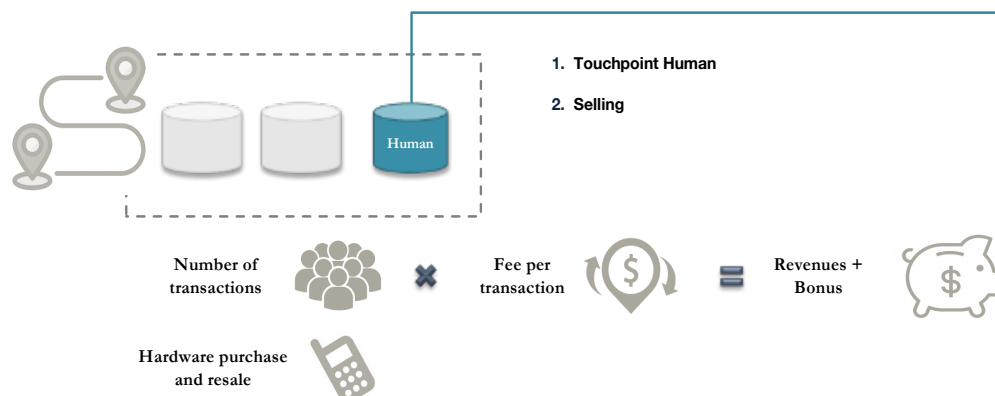 1. Touchpoint Human
2. Selling
Human
Number of
transactions
Fee per
transaction
Revenues +
Bonus
Hardware purchase
and resale